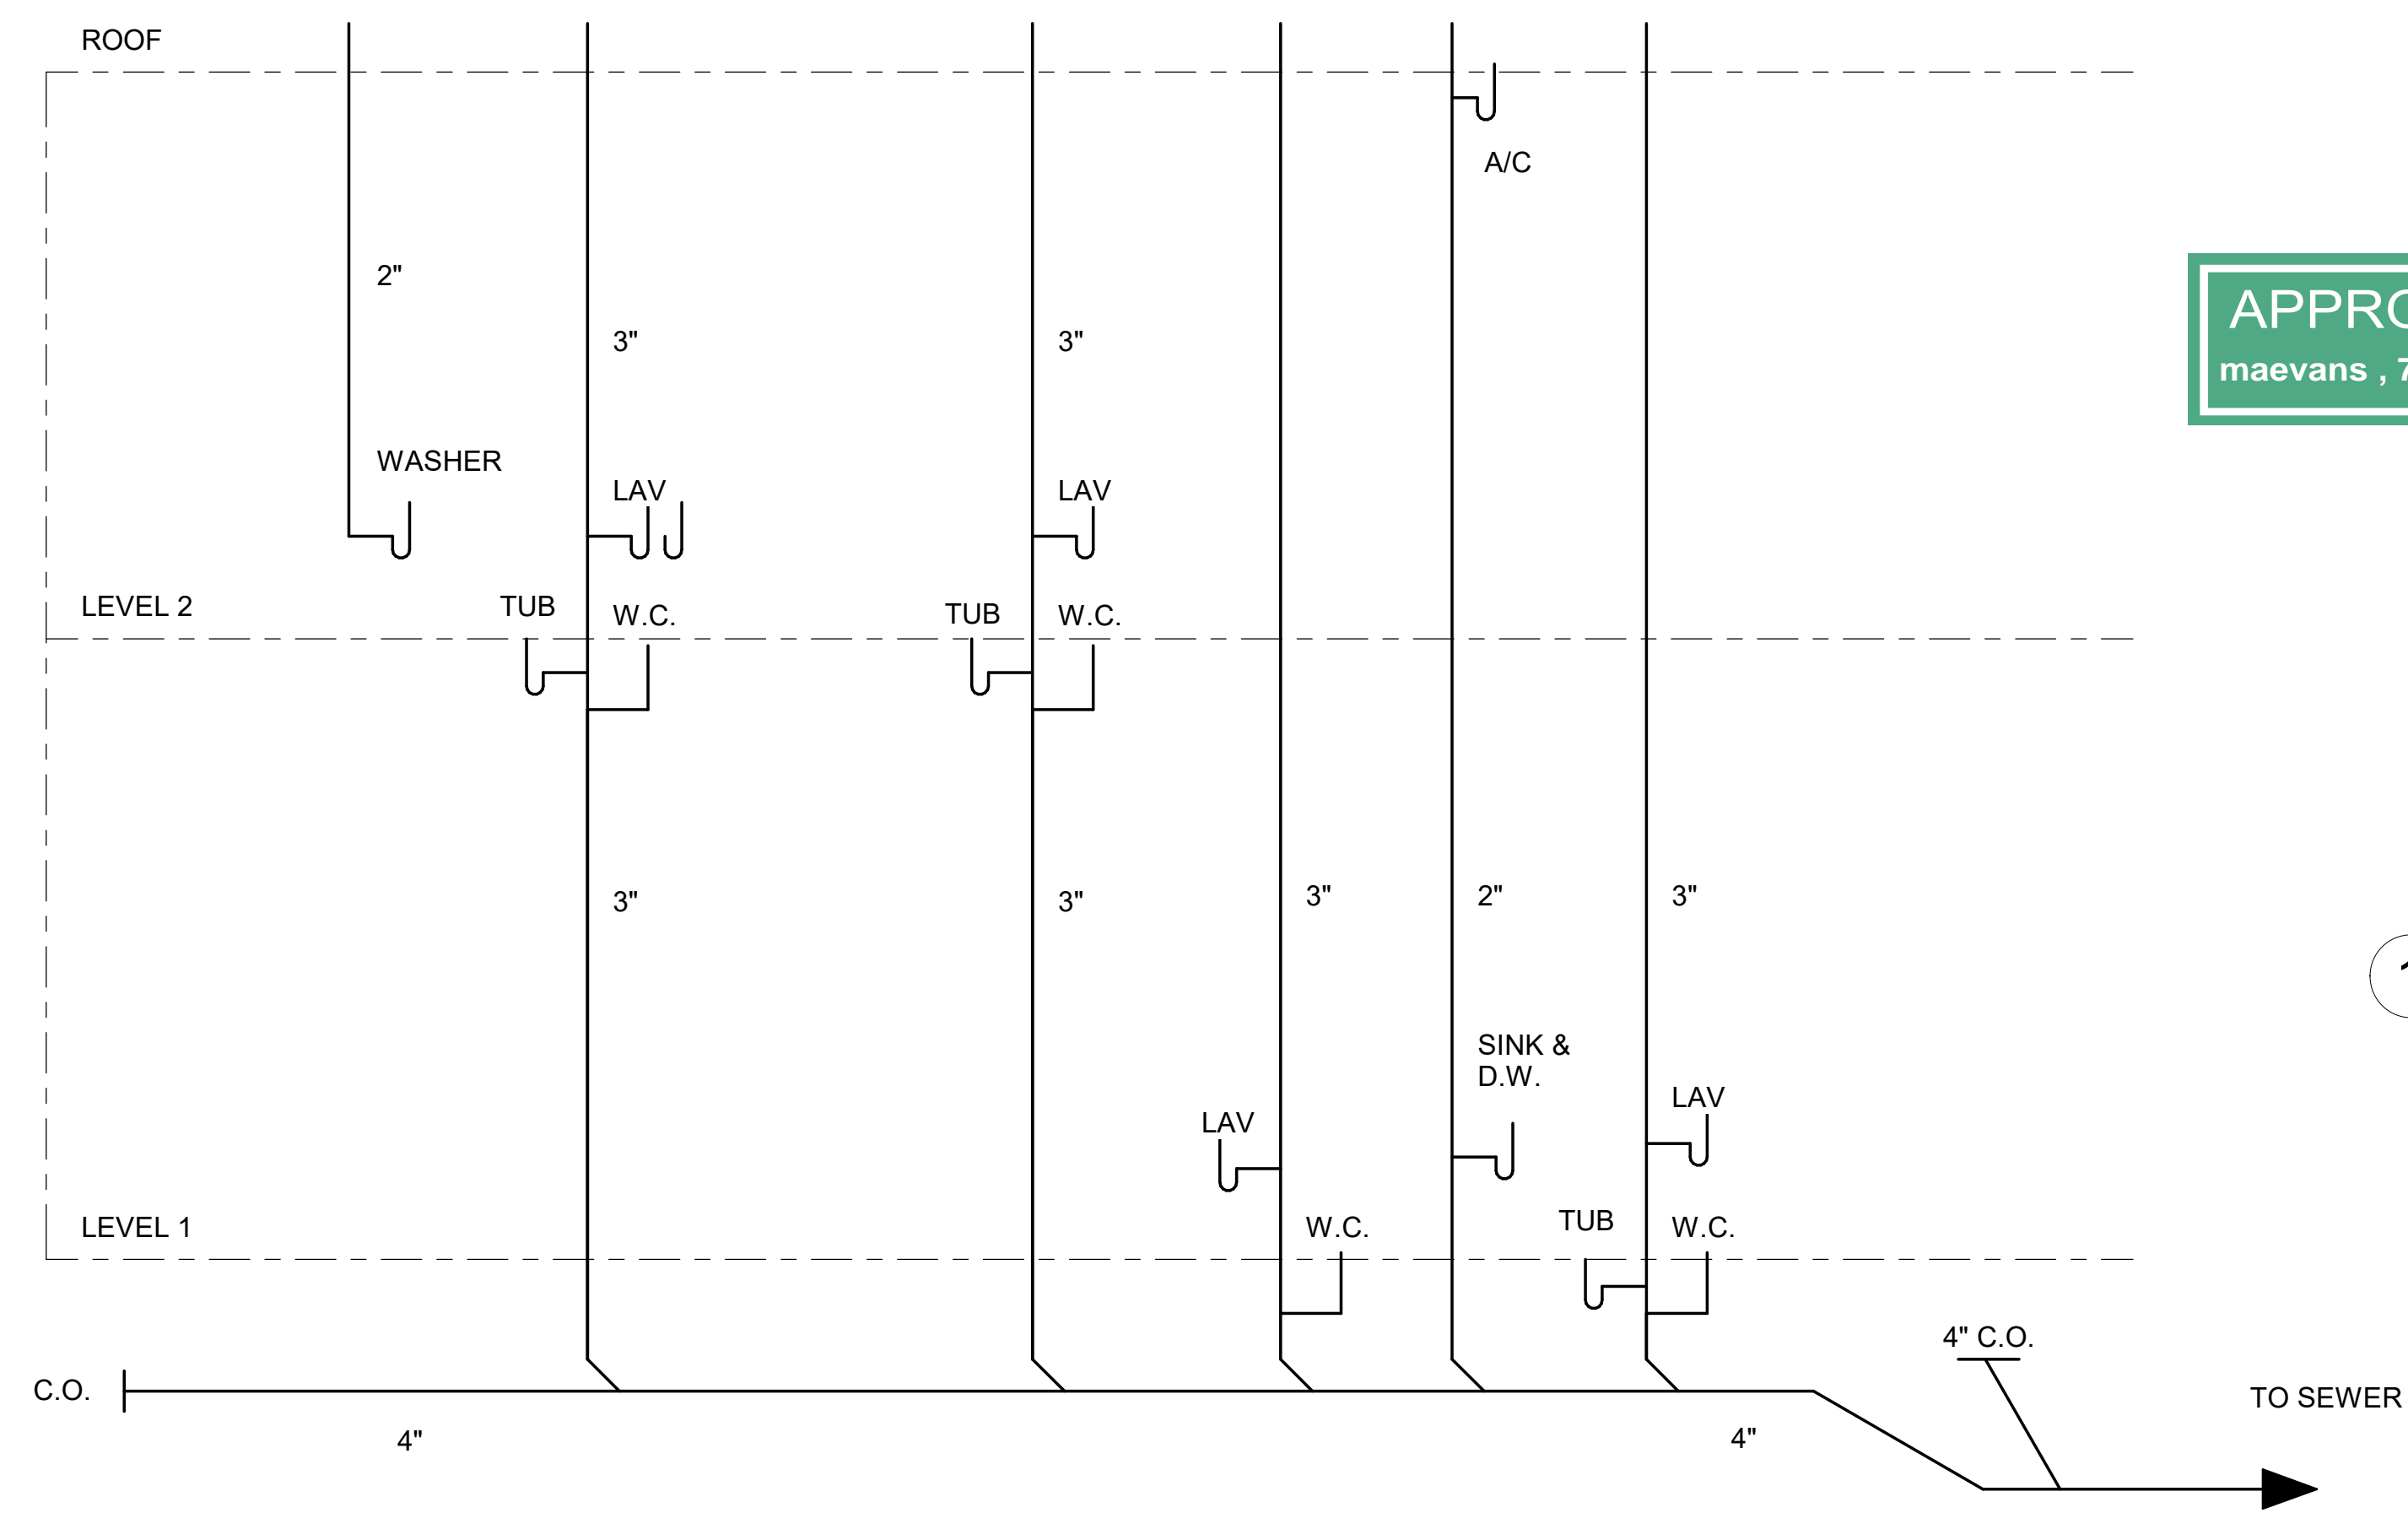 ROOF
A/C
2"
3"
3"
APPRO
maevans , 7
WASHER
LAV
LAV
LEVEL 2
TUB
W.C.
TUB
W.C.
3"
3"
3"
2"
3"
SINK &
D.W.
LAV
LAV
LEVEL 1
W.C.
TUB
W.C.
4" C.O.
C.O.
TO SEWER
4"
4"